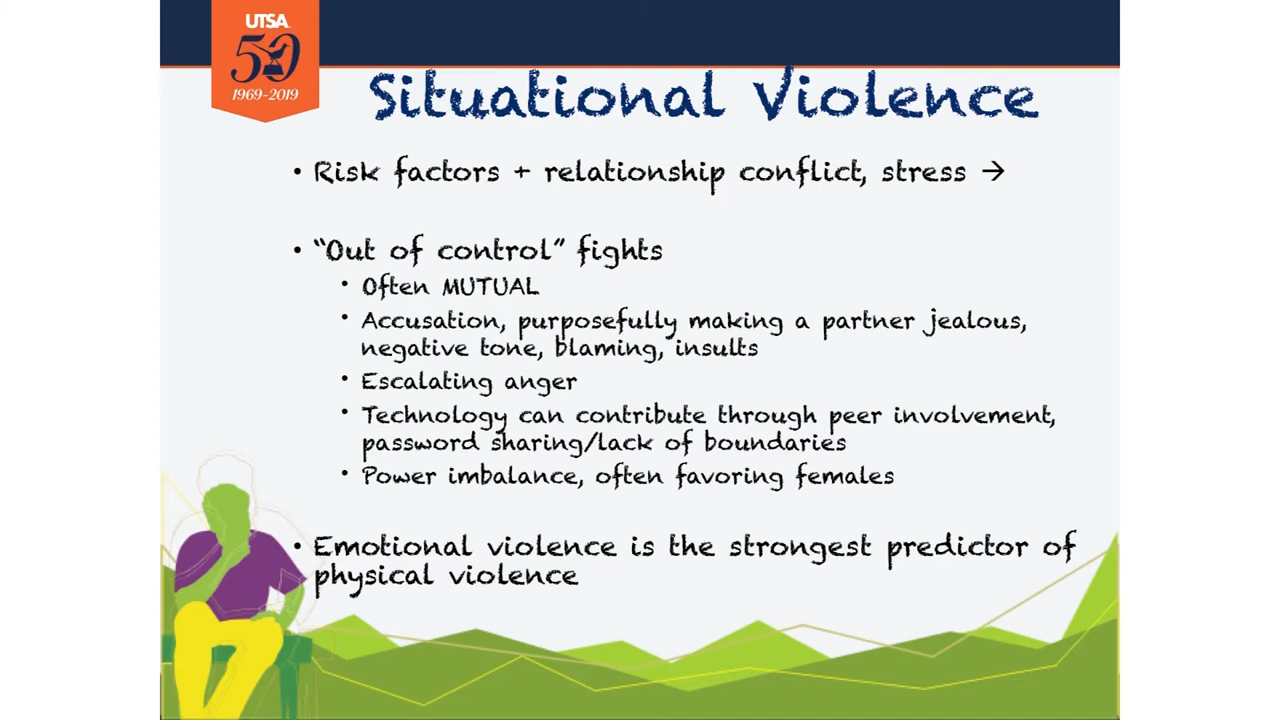 UTSA
50
1969-2019
Situational Violence
• Risk factors + relationship conflict, stress →
• “Out of control” fights
• Often MUTUAL
• Accusation, purposefully making a partner jealous,
negative tone, blaming, insults
• Escalating anger
• Technology can contribute through peer involvement,
password sharing/lack of boundaries
• Power imbalance, often favoring females
• Emotional violence is the strongest predictor of
physical violence